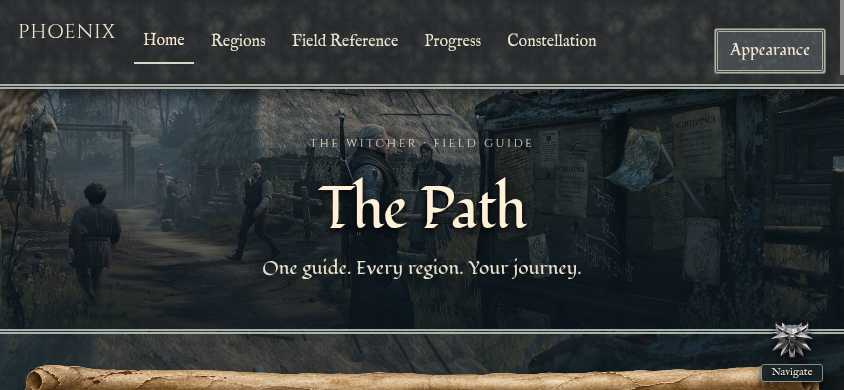 PHOENIX
Home
Regions
Field Reference
Progress
Constellation
Appearance
THE WITCHER · FIELD GUIDE
The Path
One guide. Every region. Your journey.
Navigate